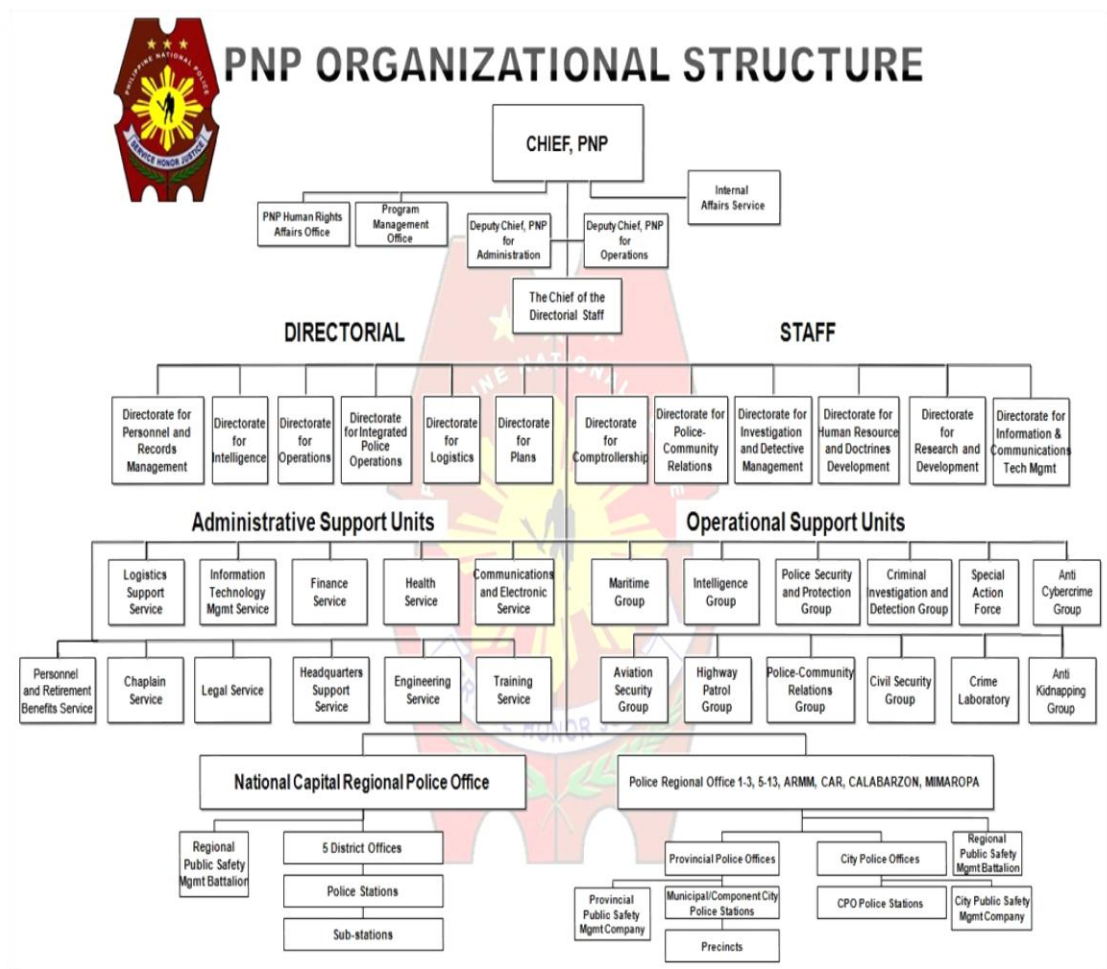 PHILIPPINE NATIONAL POLICE
SERVICE HONOR JUSTICE
PNP ORGANIZATIONAL STRUCTURE
CHIEF, PNP
PNP Human Rights
Affairs Office
Program
Management
Office
Internal
Affairs Service
Deputy Chief, PNP
for
Administration
Deputy Chief, PNP
for
Operations
The Chief of the
Directorial Staff
DIRECTORIAL
STAFF
Directorate for
Personnel and
Records
Management
Directorate
for
Intelligence
Directorate
for
Operations
Directorate
for Integrated
Police
Operations
Directorate
for
Logistics
Directorate
for
Plans
Directorate
for
Comptrollership
Directorate for
Police-
Community
Relations
Directorate for
Investigation
and Detective
Management
Directorate for
Human Resource
and Doctrines
Development
Directorate
for
Research and
Development
Directorate for
Information &
Communications
Tech Mgmt
Administrative Support Units
Operational Support Units
Logistics
Support
Service
Information
Technology
Mgmt Service
Finance
Service
Health
Service
Communications
and Electronic
Service
Maritime
Group
Intelligence
Group
Police Security
and Protection
Group
Criminal
Investigation and
Detection Group
Special
Action
Force
Anti
Cybercrime
Group
Personnel
and Retirement
Benefits Service
Chaplain
Service
Legal Service
Headquarters
Support
Service
Engineering
Service
Training
Service
Aviation
Security
Group
Highway
Patrol
Group
Police-Community
Relations
Group
Civil Security
Group
Crime
Laboratory
Anti
Kidnapping
Group
National Capital Regional Police Office
Police Regional Office 1-3, 5-13, ARMM, CAR, CALABARZON, MIMAROPA
Regional
Public Safety
Mgmt Battalion
5 District Offices
Police Stations
Sub-stations
Provincial Police Offices
City Police Offices
Regional
Public Safety
Mgmt Battalion
Provincial
Public Safety
Mgmt Company
Municipal/Component City
Police Stations
CPO Police Stations
City Public Safety
Mgmt Company
Precincts